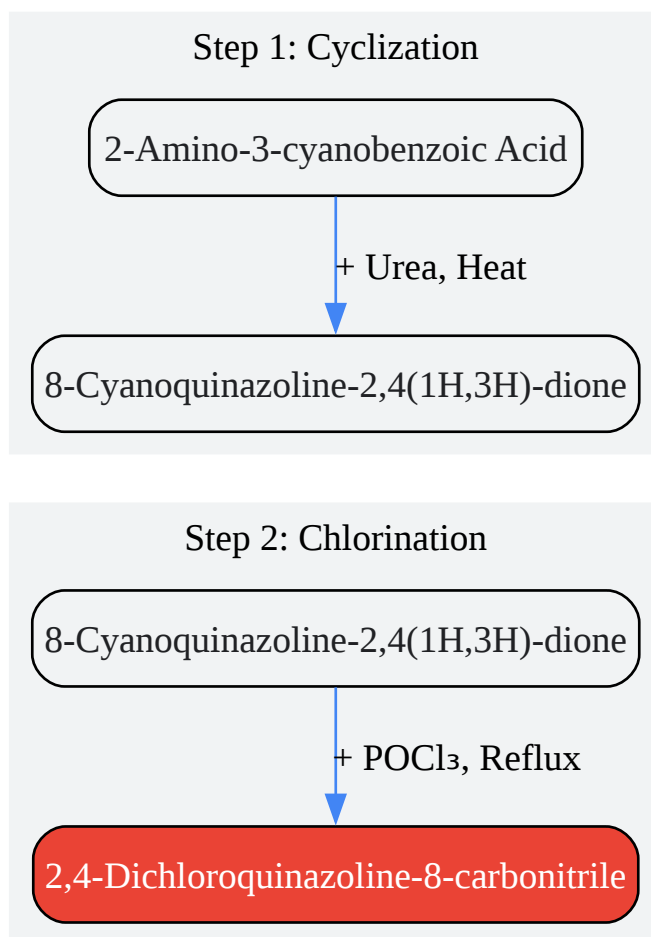 Step 1: Cyclization
2-Amino-3-cyanobenzoic Acid
+ Urea, Heat
8-Cyanoquinazoline-2,4(1H,3H)-dione
Step 2: Chlorination
8-Cyanoquinazoline-2,4(1H,3H)-dione
+ POCl₃, Reflux
2,4-Dichloroquinazoline-8-carbonitrile